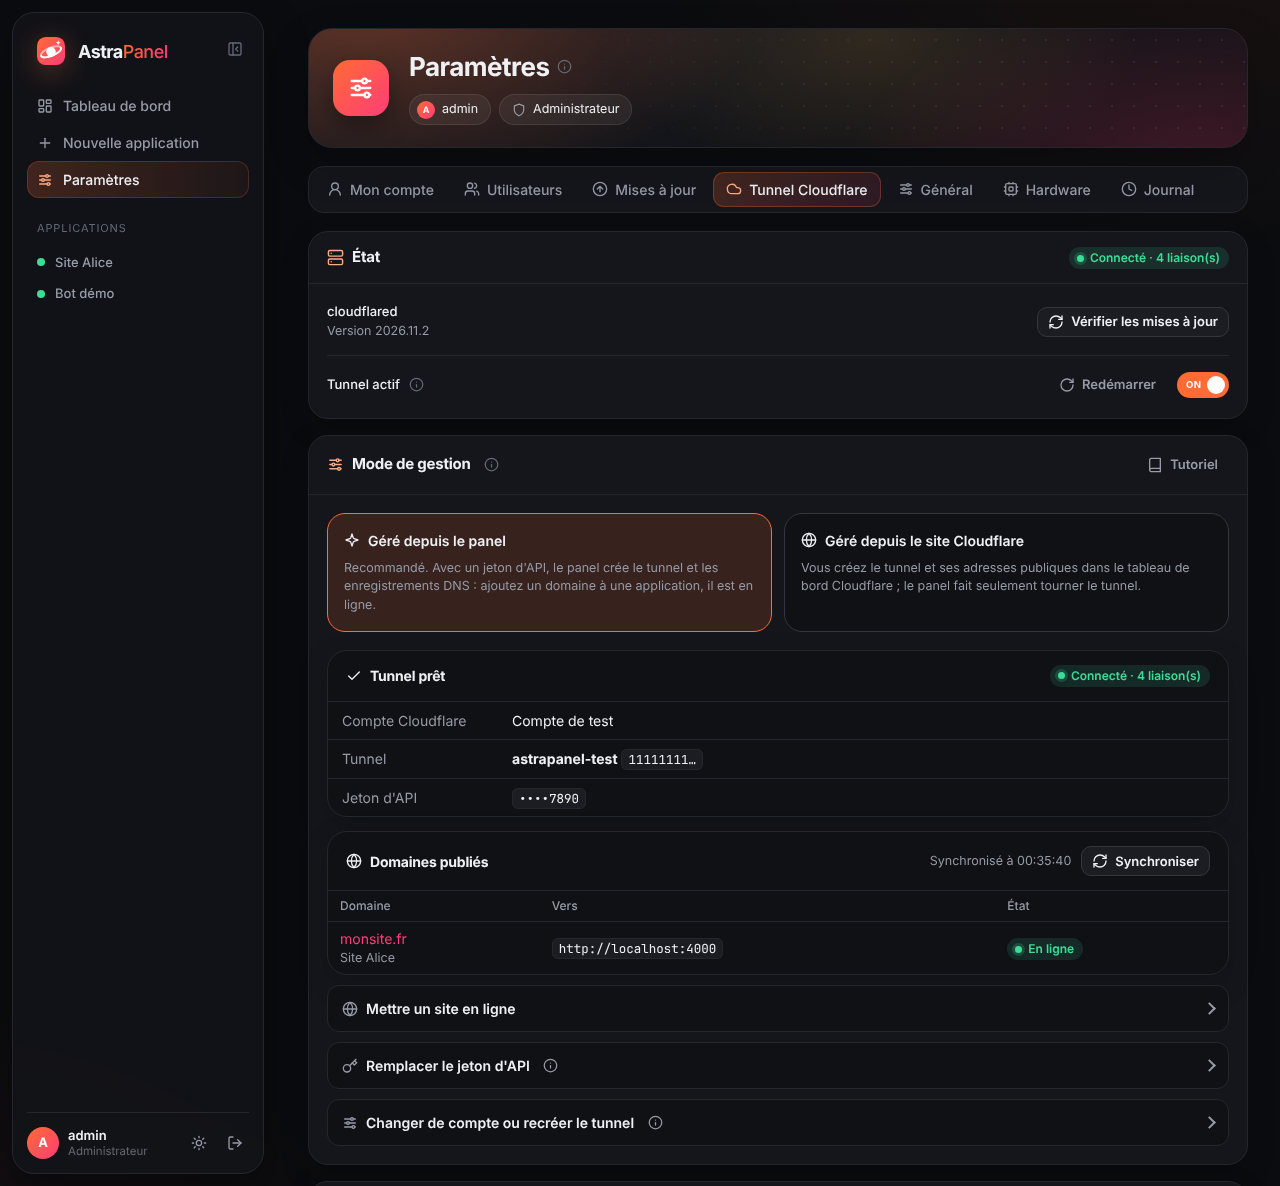 AstraPanel
Tableau de bord
Nouvelle application
Paramètres
APPLICATIONS
Site Alice
Bot démo
A
admin
Administrateur
Paramètres
A admin
Administrateur
Mon compte
Utilisateurs
Mises à jour
Tunnel Cloudflare
Général
Hardware
Journal
État
Connecté · 4 liaison(s)
cloudflared
Version 2026.11.2
Vérifier les mises à jour
Tunnel actif
Redémarrer
ON
Mode de gestion
Tutoriel
Géré depuis le panel
Recommandé. Avec un jeton d'API, le panel crée le tunnel et les
enregistrements DNS : ajoutez un domaine à une application, il est en
ligne.
Géré depuis le site Cloudflare
Vous créez le tunnel et ses adresses publiques dans le tableau de
bord Cloudflare ; le panel fait seulement tourner le tunnel.
Tunnel prêt
Connecté · 4 liaison(s)
Compte Cloudflare
Compte de test
Tunnel
astrapanel-test 11111111…
Jeton d'API
••••7890
Domaines publiés
Synchronisé à 00:35:40
Synchroniser
Domaine
Vers
État
monsite.fr
Site Alice
http://localhost:4000
En ligne
Mettre un site en ligne
Remplacer le jeton d'API
Changer de compte ou recréer le tunnel